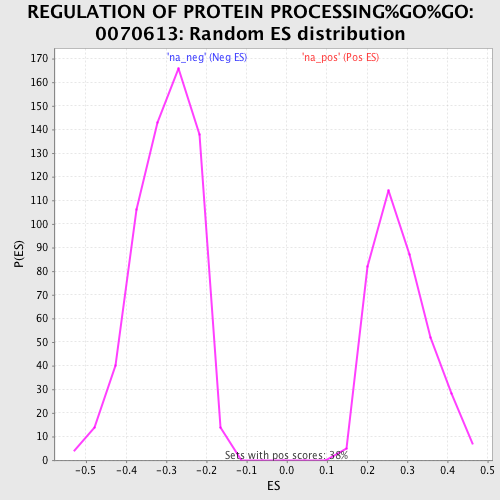 REGULATION OF PROTEIN PROCESSING%GO%GO:
0070613: Random ES distribution
'na_neg' (Neg ES) 'na_pos' (Pos ES)
170
160
150
140
130
120
110
100
90
80
70
60
50
40
30
20
10
0
P(ES)
Sets with pos scores: 38%
-0.5 -0.4 -0.3 -0.2 -0.1 0.0 0.1 0.2 0.3 0.4 0.5
ES